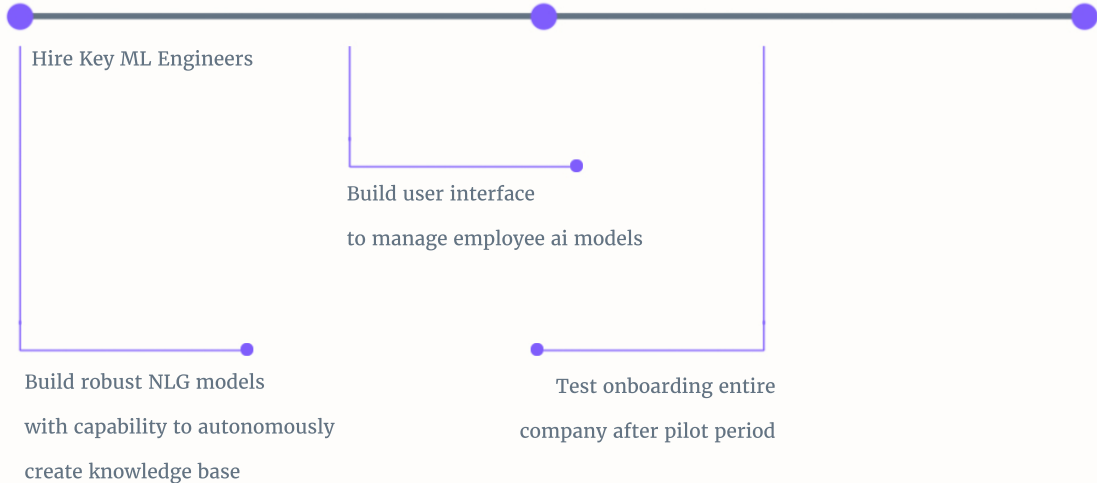 Hire Key ML Engineers
Build user interface
to manage employee ai models
Build robust NLG models
with capability to autonomously
create knowledge base
Test onboarding entire
company after pilot period